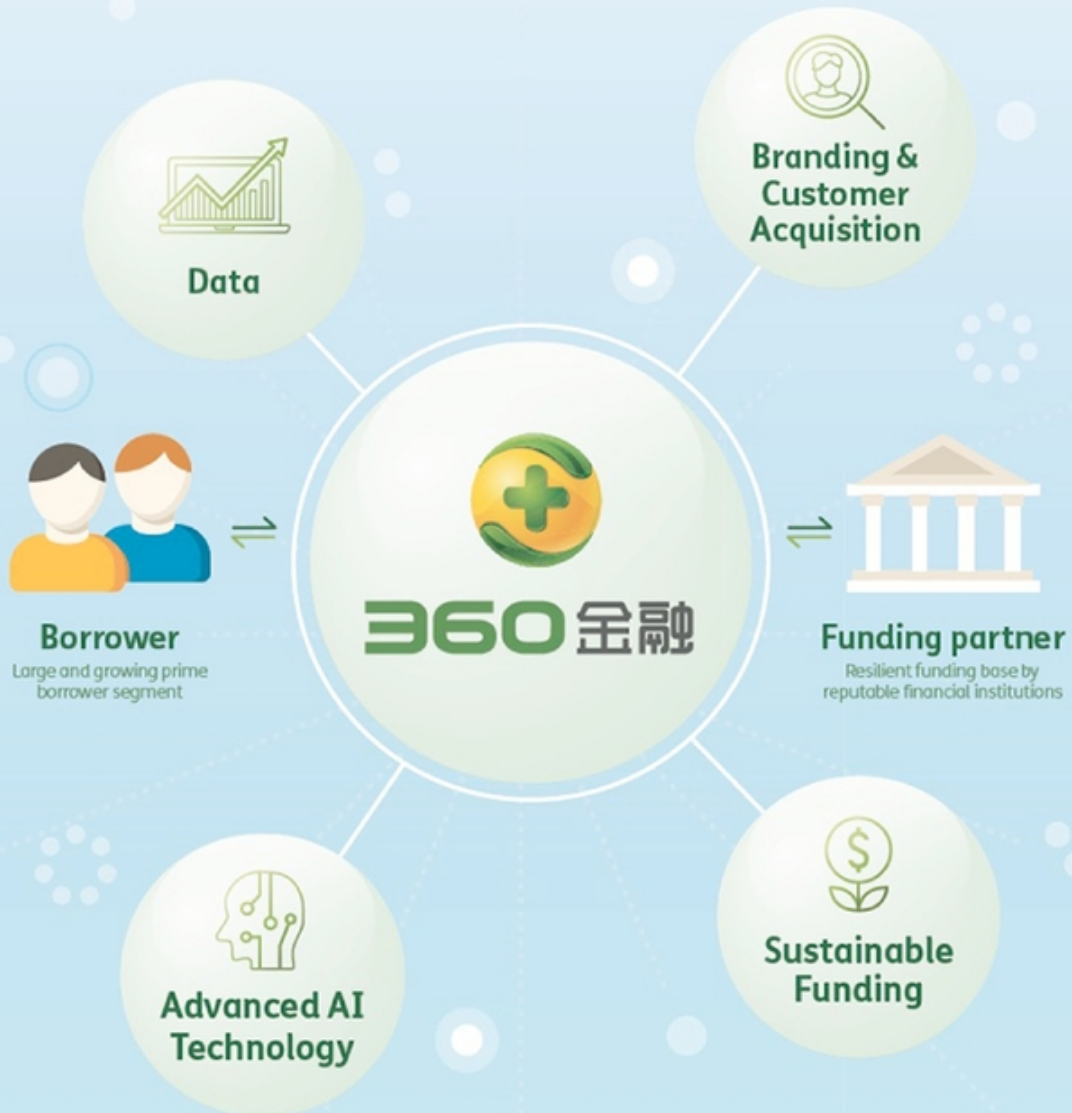 Branding &
Customer
Acquisition
Data
360金融
Borrower
Large and growing prime
borrower segment
Funding partner
Resilient funding base by
reputable financial institutions
Sustainable
Funding
Advanced AI
Technology